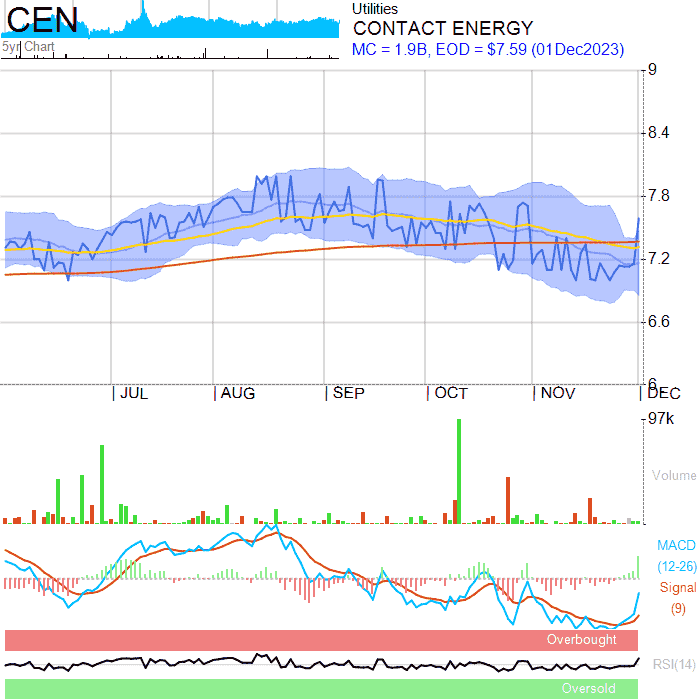 CEN
5yr Chart
Utilities
CONTACT ENERGY
MC = 1.9B, EOD = $7.59 (01Dec2023)
9
8.4
7.8
7.2
6.6
6
JUL AUG SEP OCT NOV DEC
97k
Volume
MACD
(12-26)
Signal
(9)
Overbought
RSI(14)
Oversold